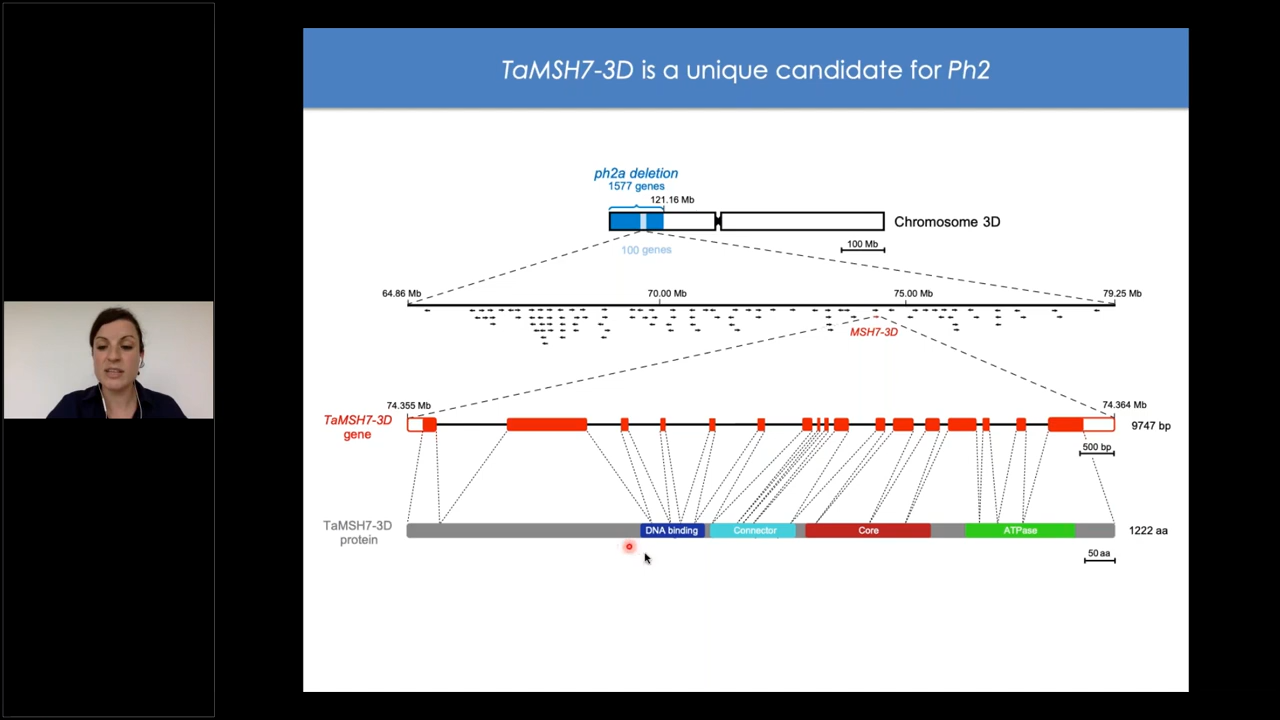 TaMSH7-3D is a unique candidate for Ph2
ph2a deletion
1577 genes
121.16 Mb
Chromosome 3D
100 genes
100 Mb
64.86 Mb
70.00 Mb
75.00 Mb
79.25 Mb
MSH7-3D
74.355 Mb
74.364 Mb
TaMSH7-3D
gene
9747 bp
500 bp
TaMSH7-3D
protein
DNA binding
Connector
Core
ATPase
1222 aa
50 aa